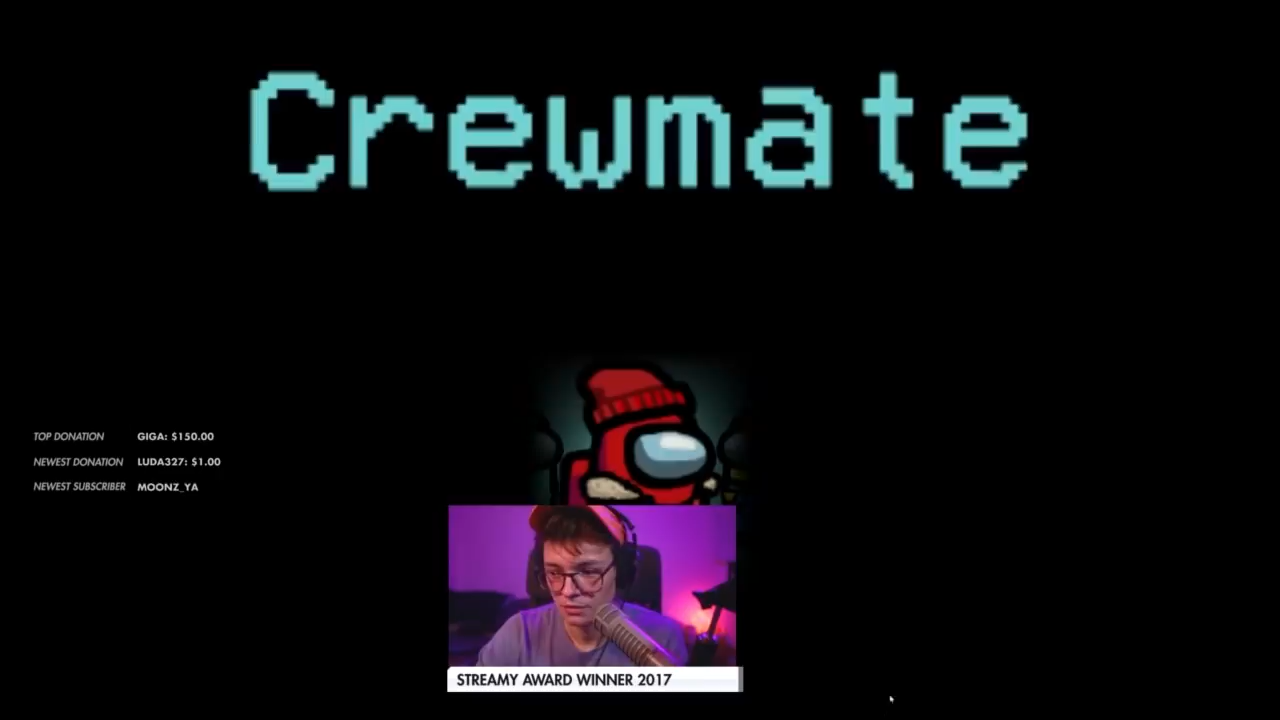 Crewmate
TOP DONATION GIGA: $150.00
NEWEST DONATION LUDA327: $1.00
NEWEST SUBSCRIBER MOONZ_YA
STREAMY AWARD WINNER 2017